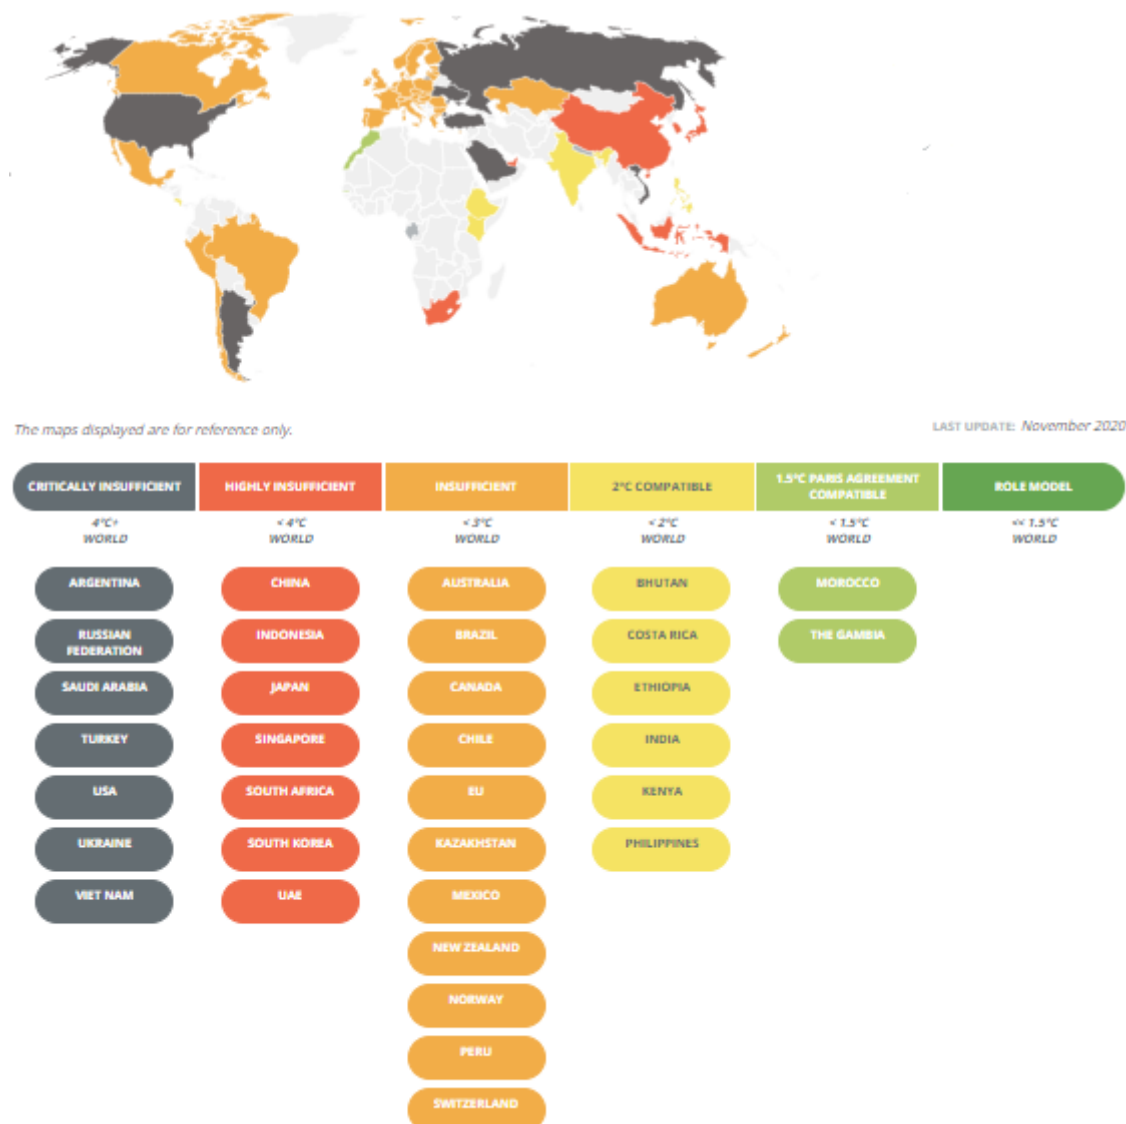 The maps displayed are for reference only.
LAST UPDATE: November 2020
CRITICALLY INSUFFICIENT
HIGHLY INSUFFICIENT
INSUFFICIENT
2°C COMPATIBLE
1.5°C PARIS AGREEMENT
COMPATIBLE
ROLE MODEL
4°C+
WORLD
< 4°C
WORLD
< 3°C
WORLD
< 2°C
WORLD
< 1.5°C
WORLD
<< 1.5°C
WORLD
ARGENTINA
RUSSIAN
FEDERATION
SAUDI ARABIA
TURKEY
USA
UKRAINE
VIET NAM
CHINA
INDONESIA
JAPAN
SINGAPORE
SOUTH AFRICA
SOUTH KOREA
UAE
AUSTRALIA
BRAZIL
CANADA
CHILE
EU
KAZAKHSTAN
MEXICO
NEW ZEALAND
NORWAY
PERU
SWITZERLAND
BHUTAN
COSTA RICA
ETHIOPIA
INDIA
KENYA
PHILIPPINES
MOROCCO
THE GAMBIA